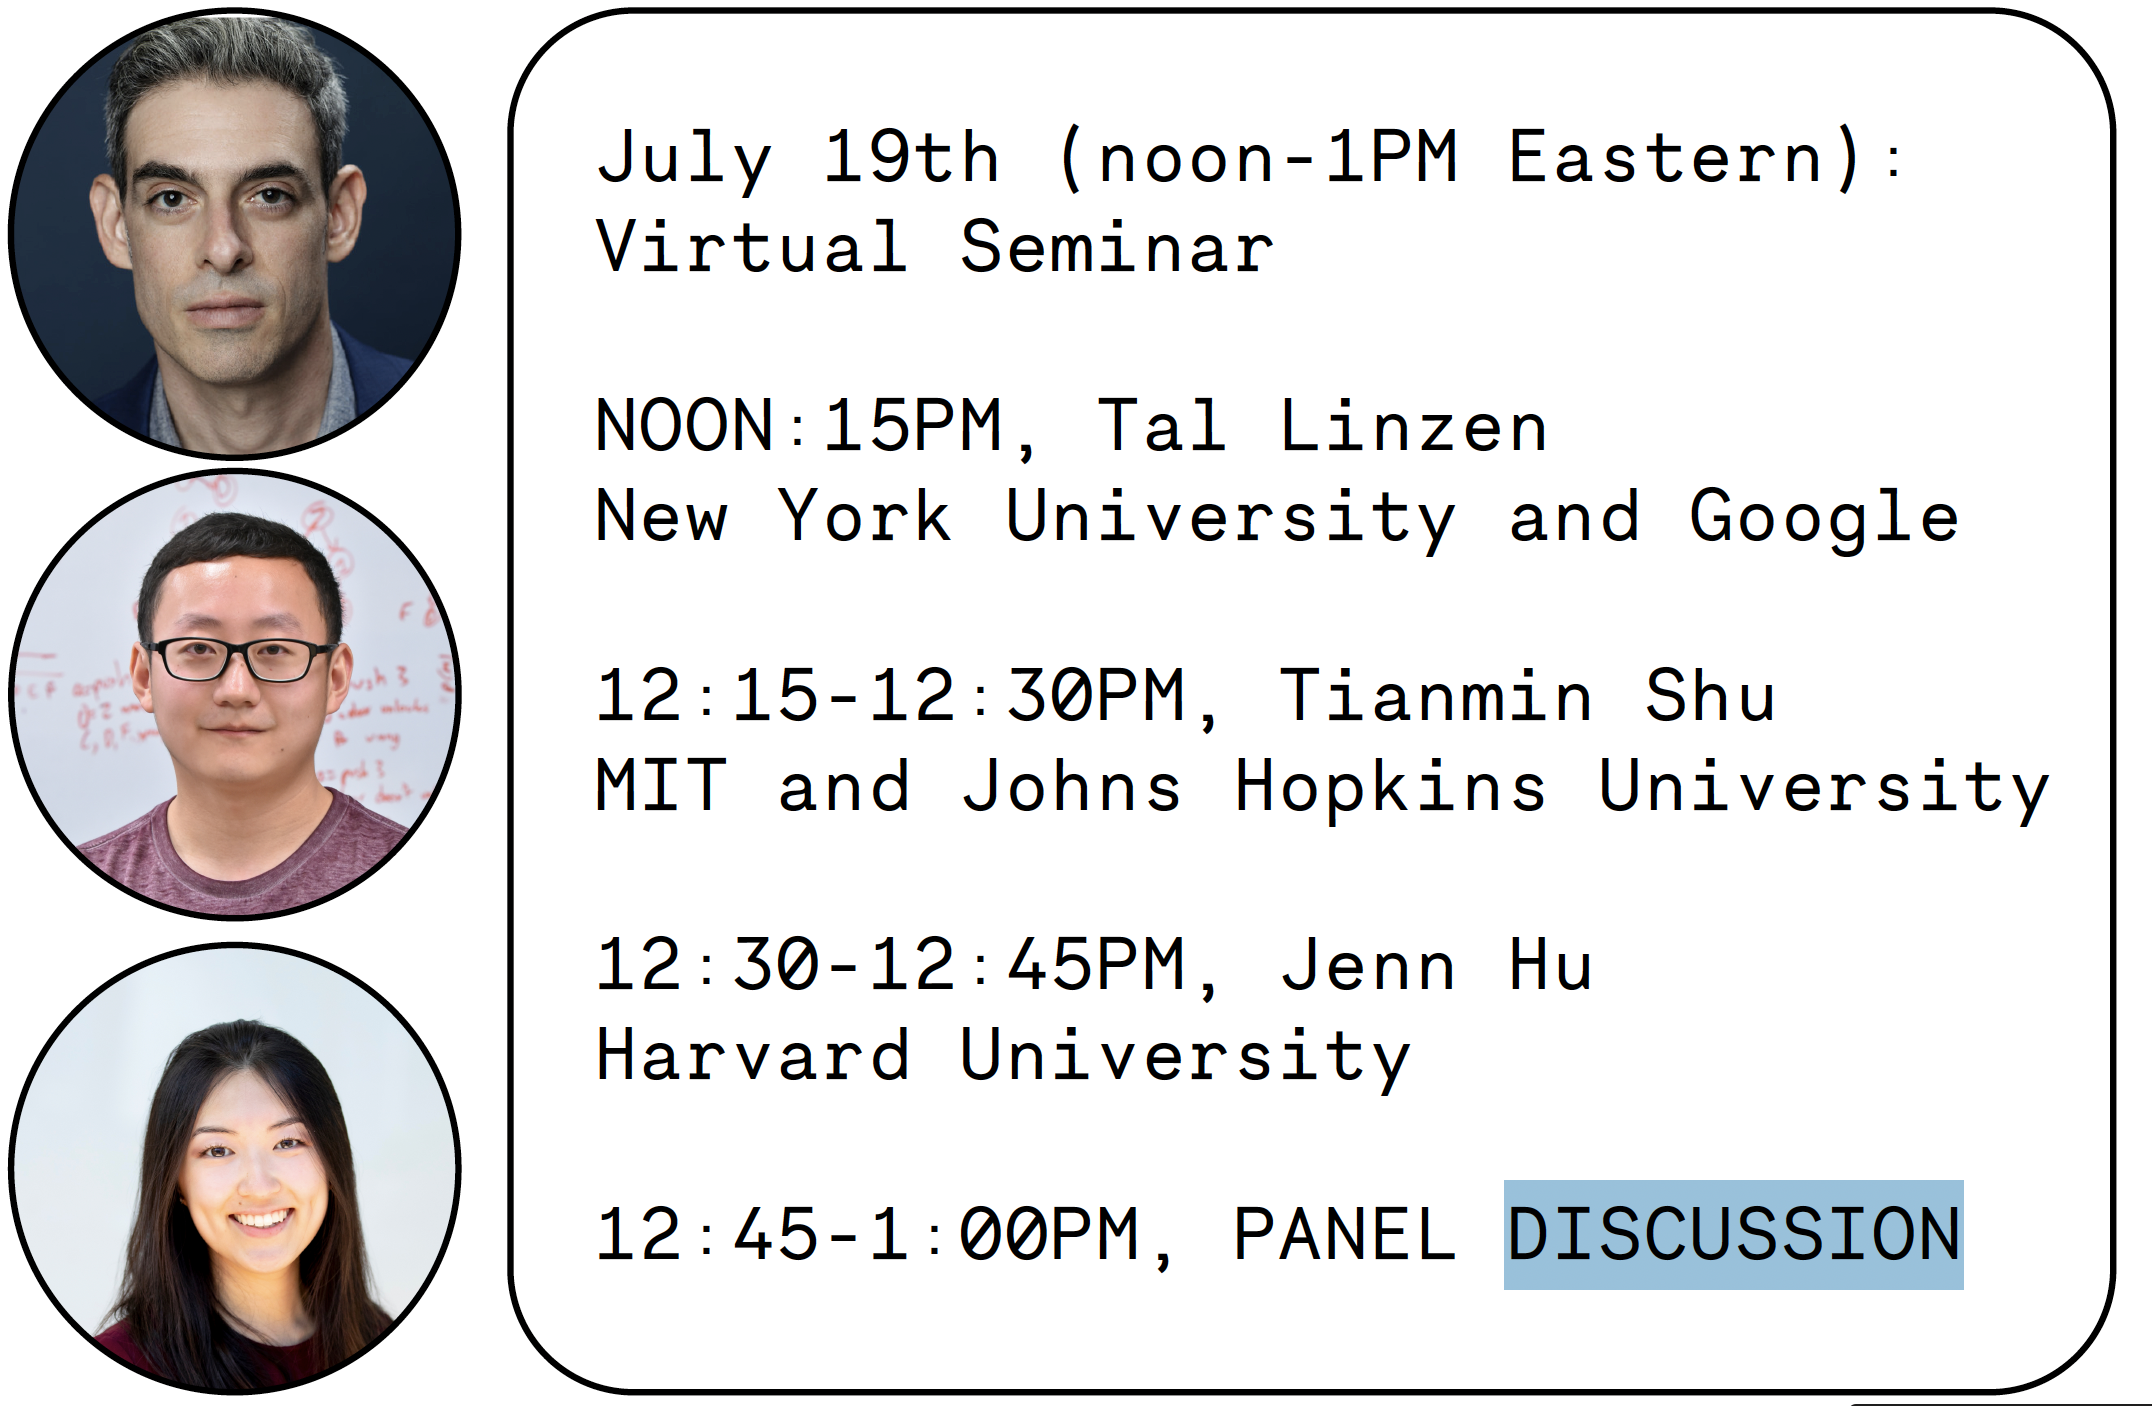 July 19th (noon-1PM Eastern):
Virtual Seminar
NOON:15PM, Tal Linzen
New York University and Google
12:15-12:30PM, Tianmin Shu
MIT and Johns Hopkins University
12:30-12:45PM, Jenn Hu
Harvard University
12:45-1:00PM, PANEL DISCUSSION